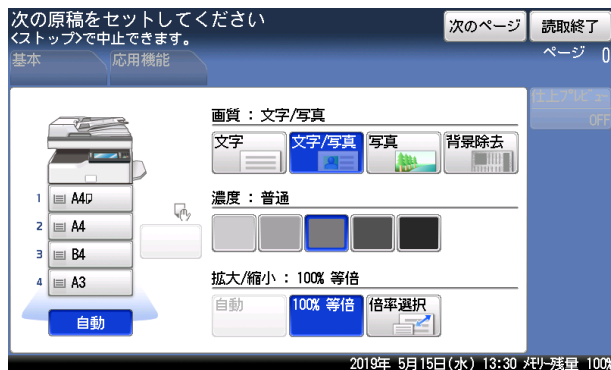 次の原稿をセットしてください
<ストップ>で中止できます。
次のページ
読取終了
ページ 0
基本
応用機能
仕上プレビュー
OFF
画質 : 文字/写真
文字
文字/写真
写真
背景除去
1 A4
2 A4
3 B4
4 A3
自動
濃度 : 普通
拡大/縮小 : 100% 等倍
自動
100% 等倍
倍率選択
2019年 5月15日(水) 13:30 メモリー残量 100%